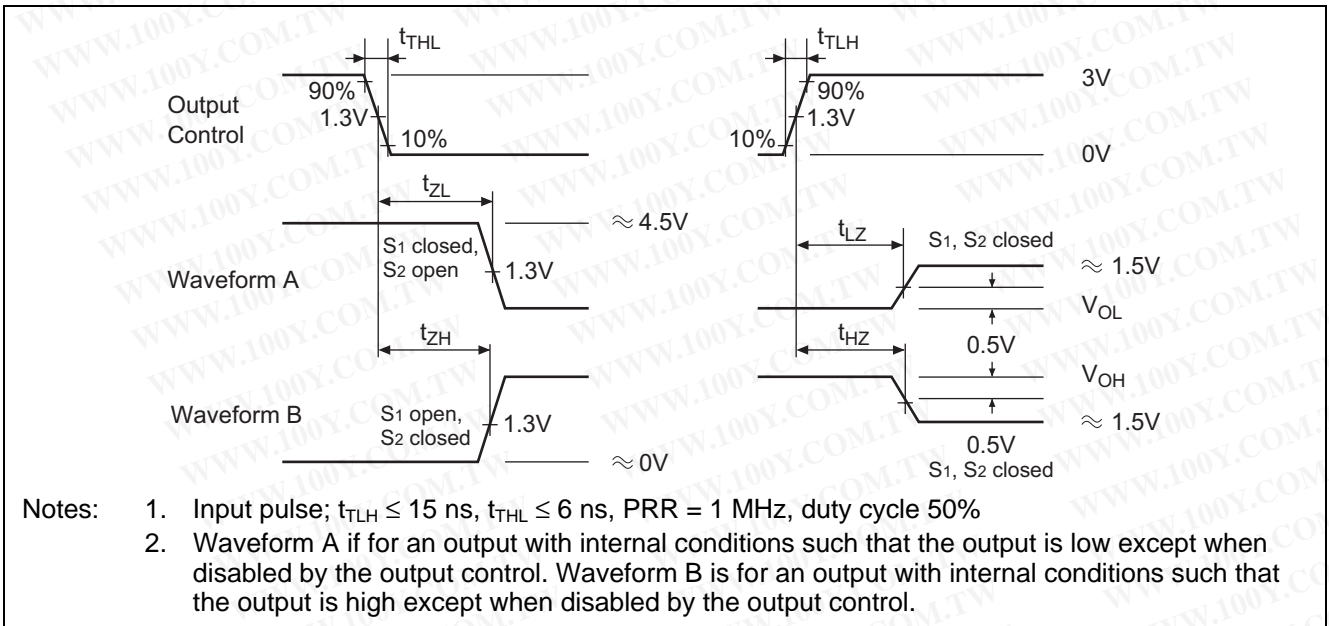 tTHL
tTLH
Output
Control
90%
1.3V
10%
10%
90%
1.3V
3V
0V
tZL
≈ 4.5V
Waveform A
S1 closed,
S2 open
1.3V
tLZ
S1, S2 closed
≈ 1.5V
VOL
0.5V
tZH
Waveform B
S1 open,
S2 closed
1.3V
≈ 0V
tHZ
VOH
≈ 1.5V
0.5V
S1, S2 closed
Notes: 1. Input pulse; tTLH ≤ 15 ns, tTHL ≤ 6 ns, PRR = 1 MHz, duty cycle 50%
2. Waveform A if for an output with internal conditions such that the output is low except when
disabled by the output control. Waveform B is for an output with internal conditions such that
the output is high except when disabled by the output control.
WWW.100Y.COM.TW